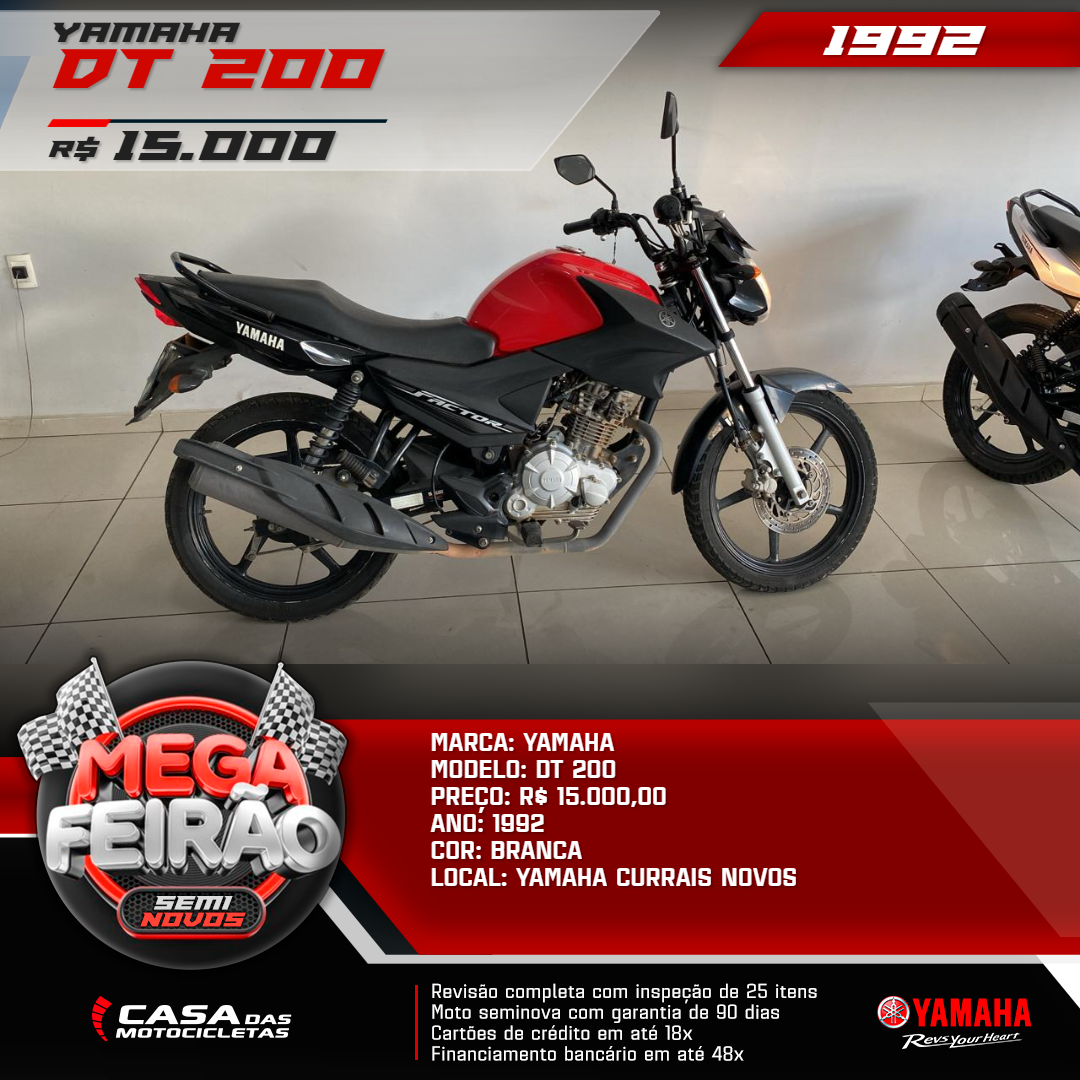 YAMAHA
DT 200
R$ 15.000
1992
YAMAHA
FACTOR
MEGA
FEIRÃO
SEMI
NOVOS
MARCA: YAMAHA
MODELO: DT 200
PREÇO: R$ 15.000,00
ANO: 1992
COR: BRANCA
LOCAL: YAMAHA CURRAIS NOVOS
CASA DAS
MOTOCICLETAS
Revisão completa com inspeção de 25 itens
Moto seminova com garantia de 90 dias
Cartões de crédito em até 18x
Financiamento bancário em até 48x
YAMAHA
Revs Your Heart